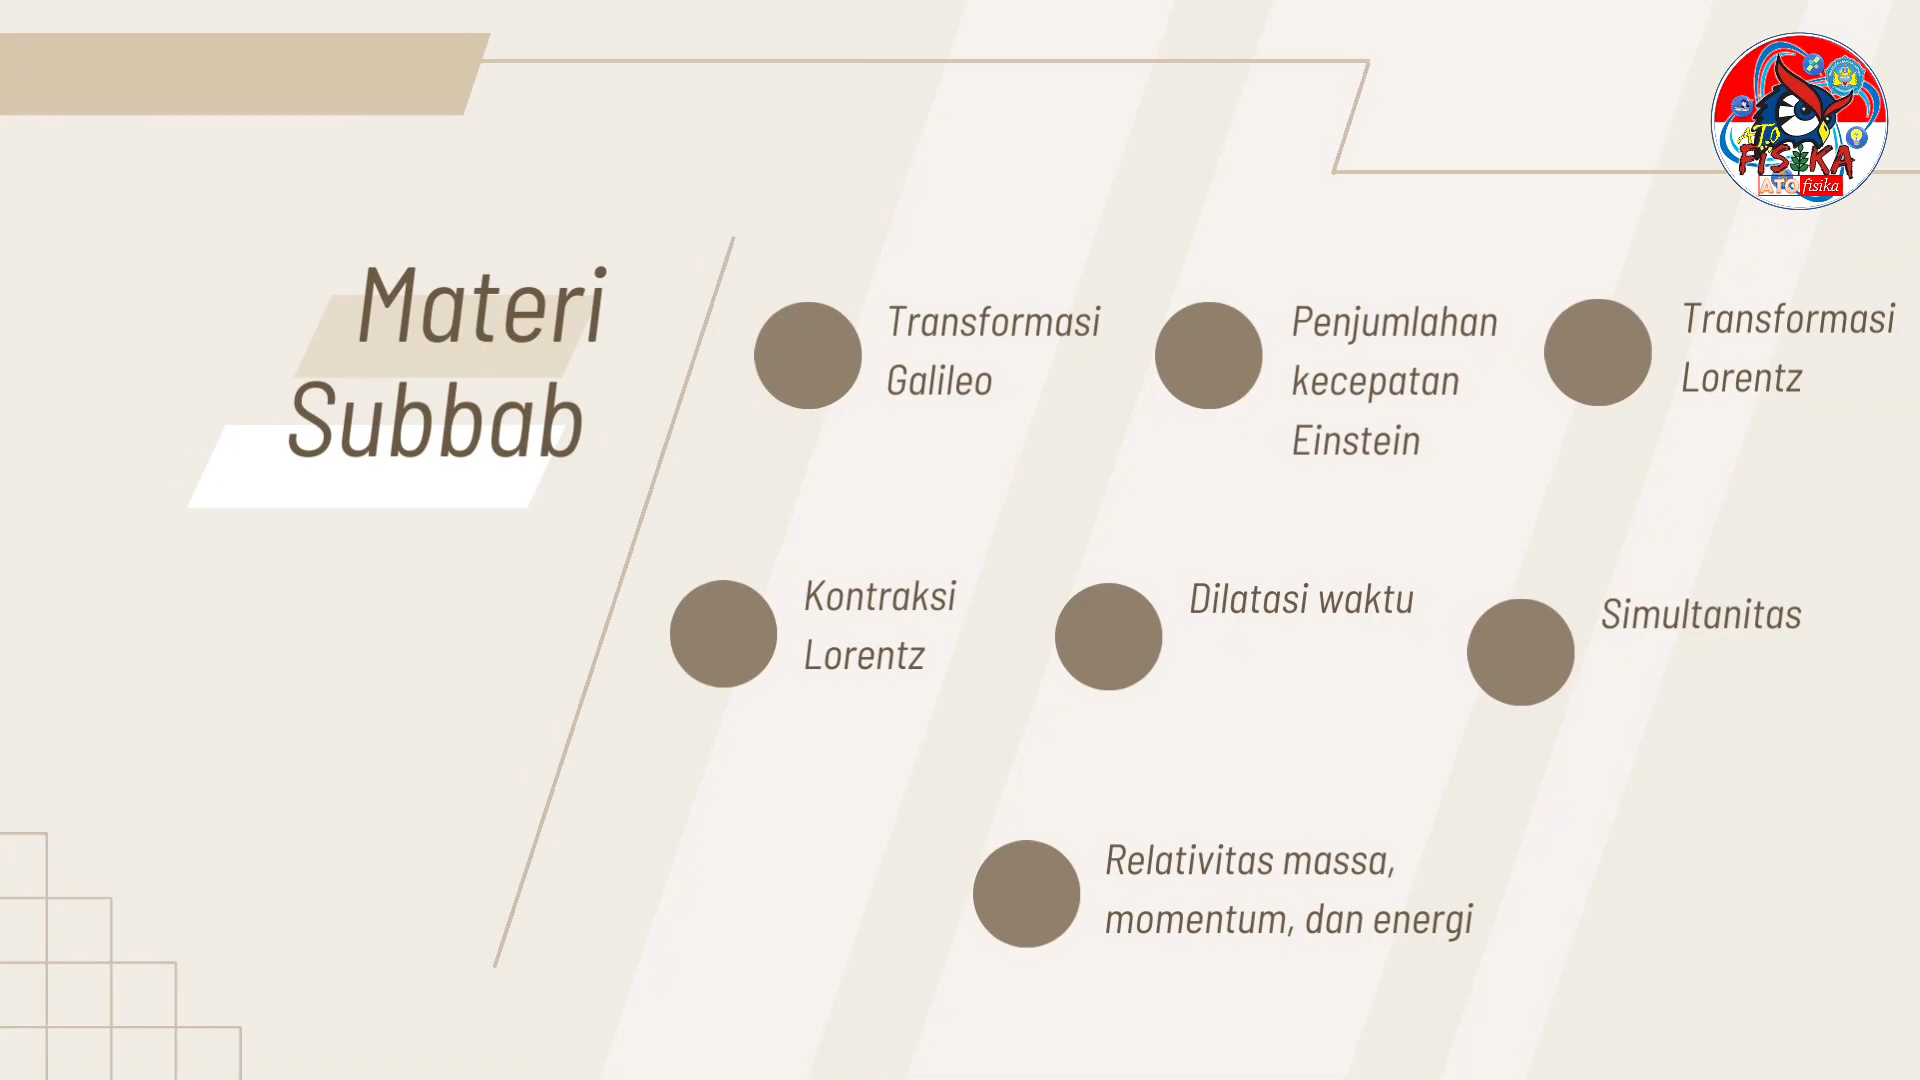 Materi
Subbab
Transformasi
Galileo
Penjumlahan
kecepatan
Einstein
Transformasi
Lorentz
Kontraksi
Lorentz
Dilatasi waktu
Simultanitas
Relativitas massa,
momentum, dan energi
ATO
FISIKA
ATO fisika